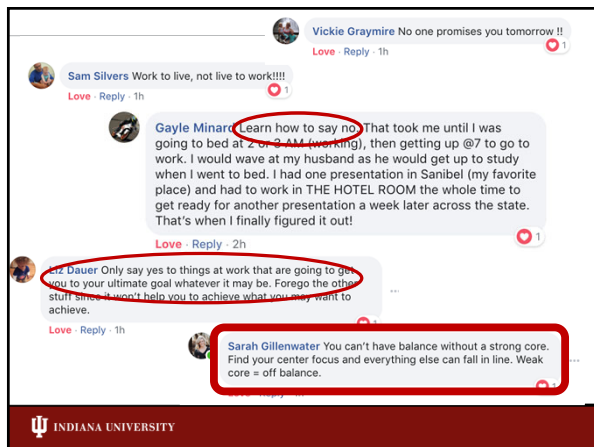 Vickie Graymire No one promises you tomorrow !!
Love · Reply · 1h
1
Sam Silvers Work to live, not live to work!!!!
Love · Reply · 1h
1
Gayle Minard Learn how to say no. That took me until I was
going to bed at 2 or 3 AM (working), then getting up @7 to go to
work. I would wave at my husband as he would get up to study
when I went to bed. I had one presentation in Sanibel (my favorite
place) and had to work in THE HOTEL ROOM the whole time to
get ready for another presentation a week later across the state.
That's when I finally figured it out!
Love · Reply · 2h
1
Liz Dauer Only say yes to things at work that are going to get
you to your ultimate goal whatever it may be. Forego the other
stuff since it won't help you to achieve what you may want to
achieve.
Love · Reply · 1h
1
Sarah Gillenwater You can't have balance without a strong core.
Find your center focus and everything else can fall in line. Weak
core = off balance.
1
INDIANA UNIVERSITY